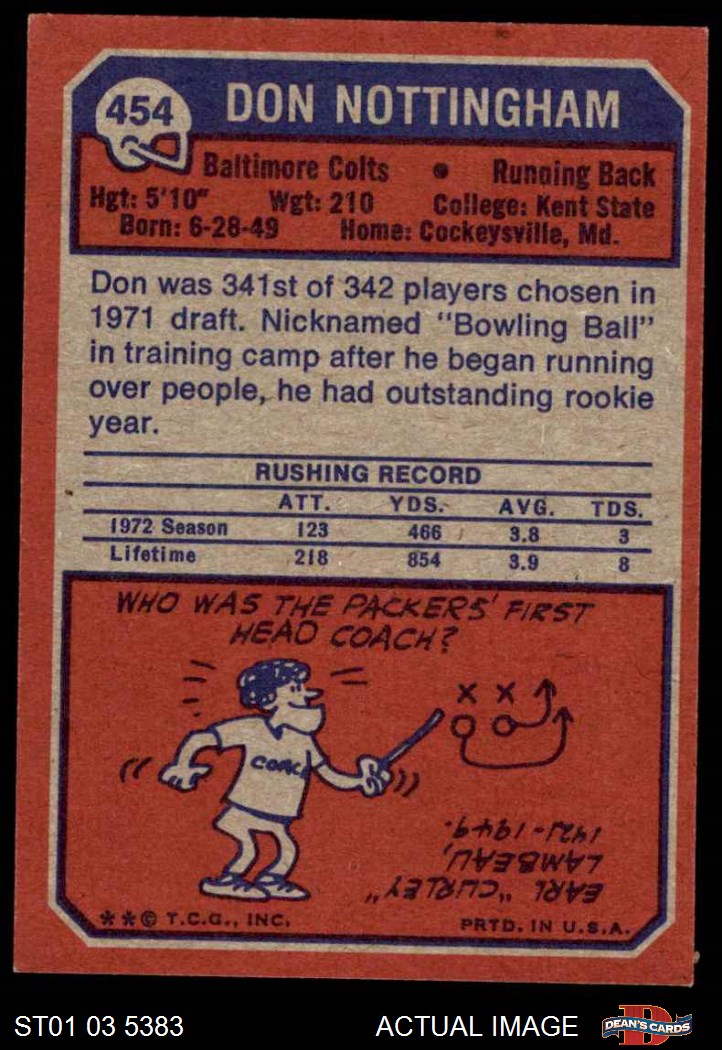 454
DON NOTTINGHAM
Baltimore Colts • Running Back
Hgt: 5'10" Wgt: 210 College: Kent State
Born: 6-28-49 Home: Cockeysville, Md.
Don was 341st of 342 players chosen in
1971 draft. Nicknamed "Bowling Ball"
in training camp after he began running
over people, he had outstanding rookie
year.
RUSHING RECORD
ATT. YDS. AVG. TDS.
1972 Season 123 466 3.8 3
Lifetime 218 854 3.9 8
WHO WAS THE PACKERS' FIRST
HEAD COACH?
X X
COACH
EARL "CURLEY"
LAMBEAU,
1921-1949.
**© T.C.G., INC. PRTD. IN U.S.A.
ST01 03 5383 ACTUAL IMAGE
D
DEAN'S CARDS